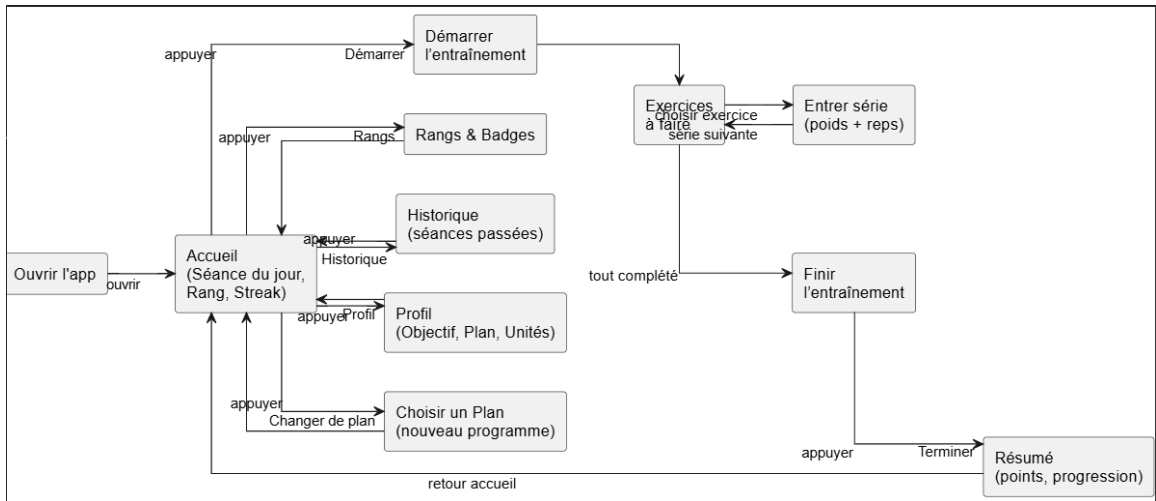 Démarrer
l'entraînement
appuyer
Démarrer
Exercices
à faire
choisir exercice
série suivante
Entrer série
(poids + reps)
appuyer
Rangs
Rangs & Badges
Historique
(séances passées)
appuyer
Historique
Ouvrir l'app
ouvrir
Accueil
(Séance du jour,
Rang, Streak)
tout complété
Finir
l'entraînement
appuyer
Profil
Profil
(Objectif, Plan, Unités)
appuyer
Changer de plan
Choisir un Plan
(nouveau programme)
appuyer
Terminer
Résumé
(points, progression)
retour accueil